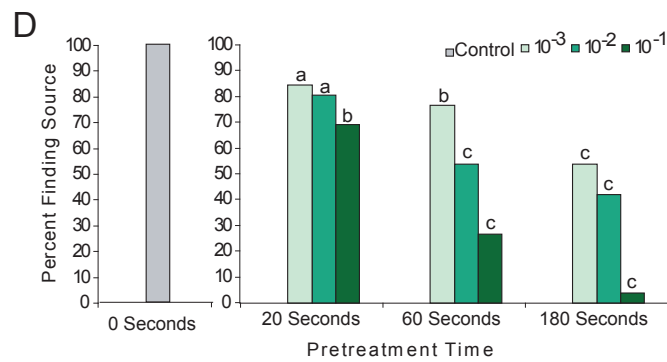 D
Control 10⁻³ 10⁻² 10⁻¹
Percent Finding Source
100
90
80
70
60
50
40
30
20
10
0
0 Seconds
100
90
80
70
60
50
40
30
20
10
0
a a b
b c c
c c c
20 Seconds 60 Seconds 180 Seconds
Pretreatment Time